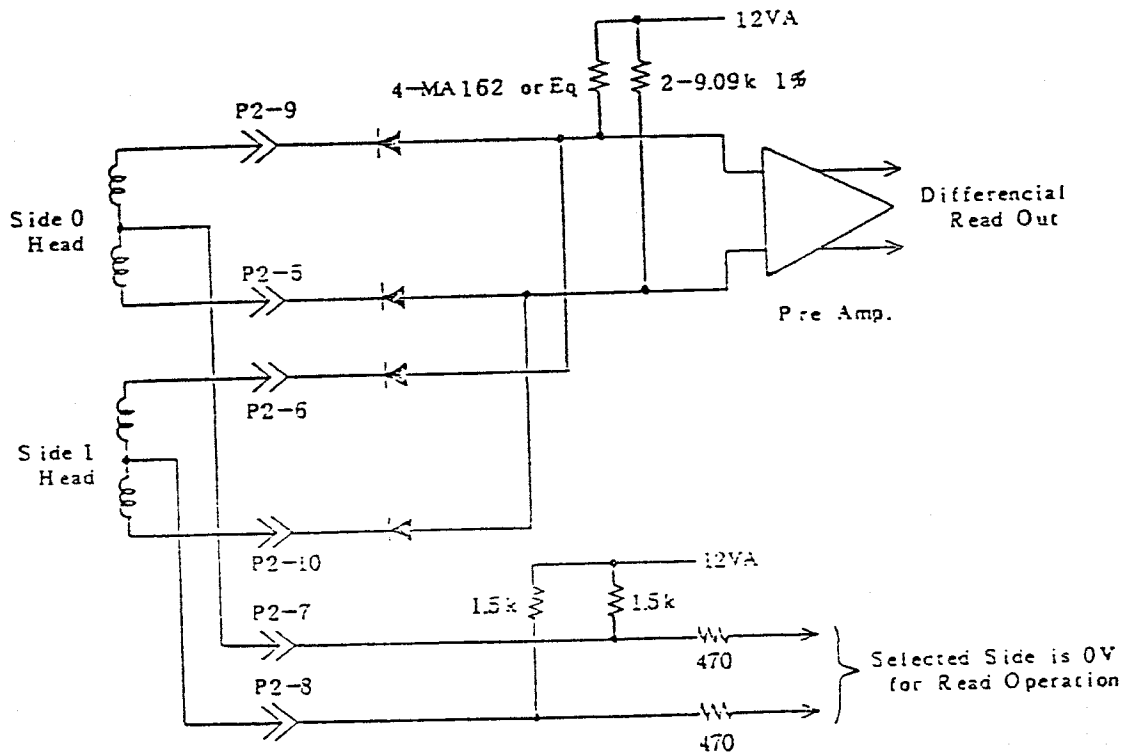 12VA
4-MA162 or Eq
2-9.09k 1%
P2-9
Side 0
Head
Differencial
Read Out
P2-5
Pre Amp.
P2-6
Side 1
Head
P2-10
12VA
1.5k
1.5k
P2-7
470
Selected Side is 0V
for Read Operation
P2-8
470